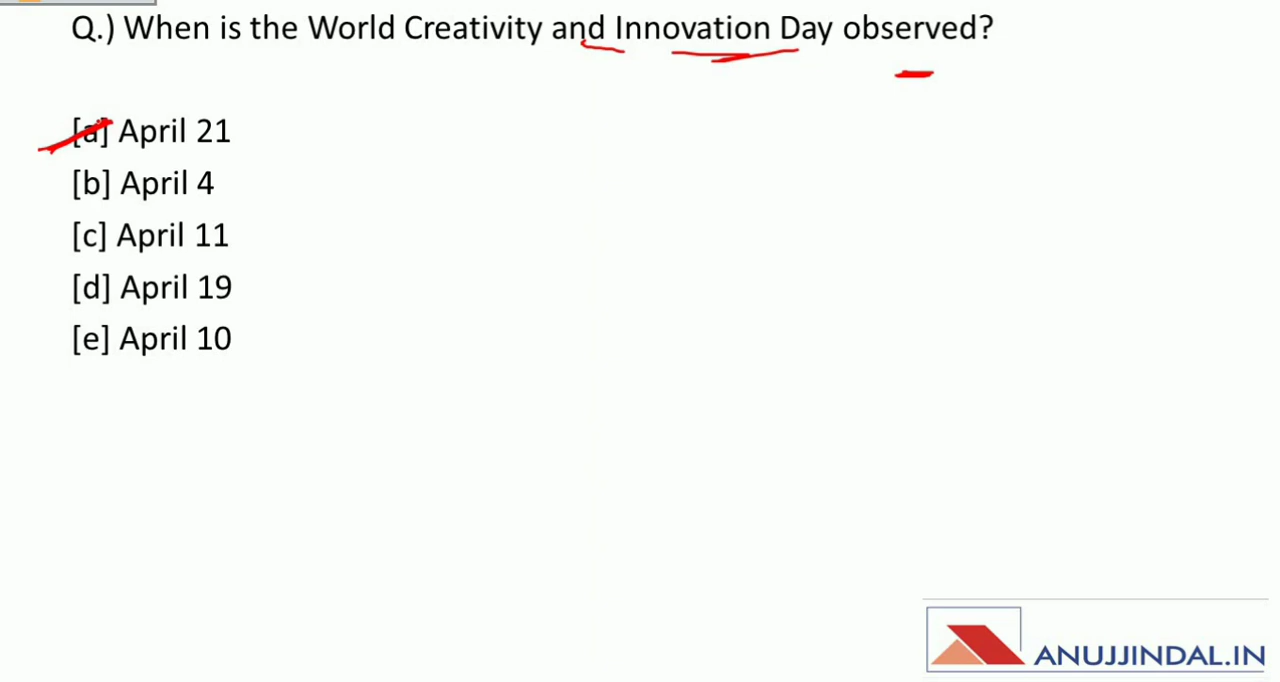 Q.) When is the World Creativity and Innovation Day observed?
[a] April 21
[b] April 4
[c] April 11
[d] April 19
[e] April 10
ANUJJINDAL.IN